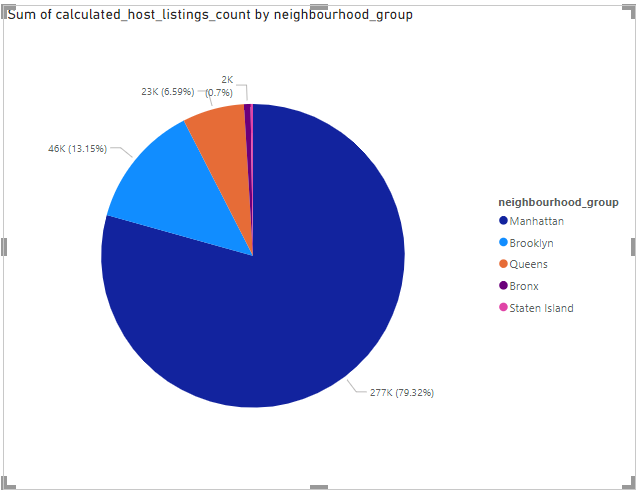 Sum of calculated_host_listings_count by neighbourhood_group
2K
(0.7%)
23K (6.59%)
46K (13.15%)
277K (79.32%)
neighbourhood_group
Manhattan
Brooklyn
Queens
Bronx
Staten Island